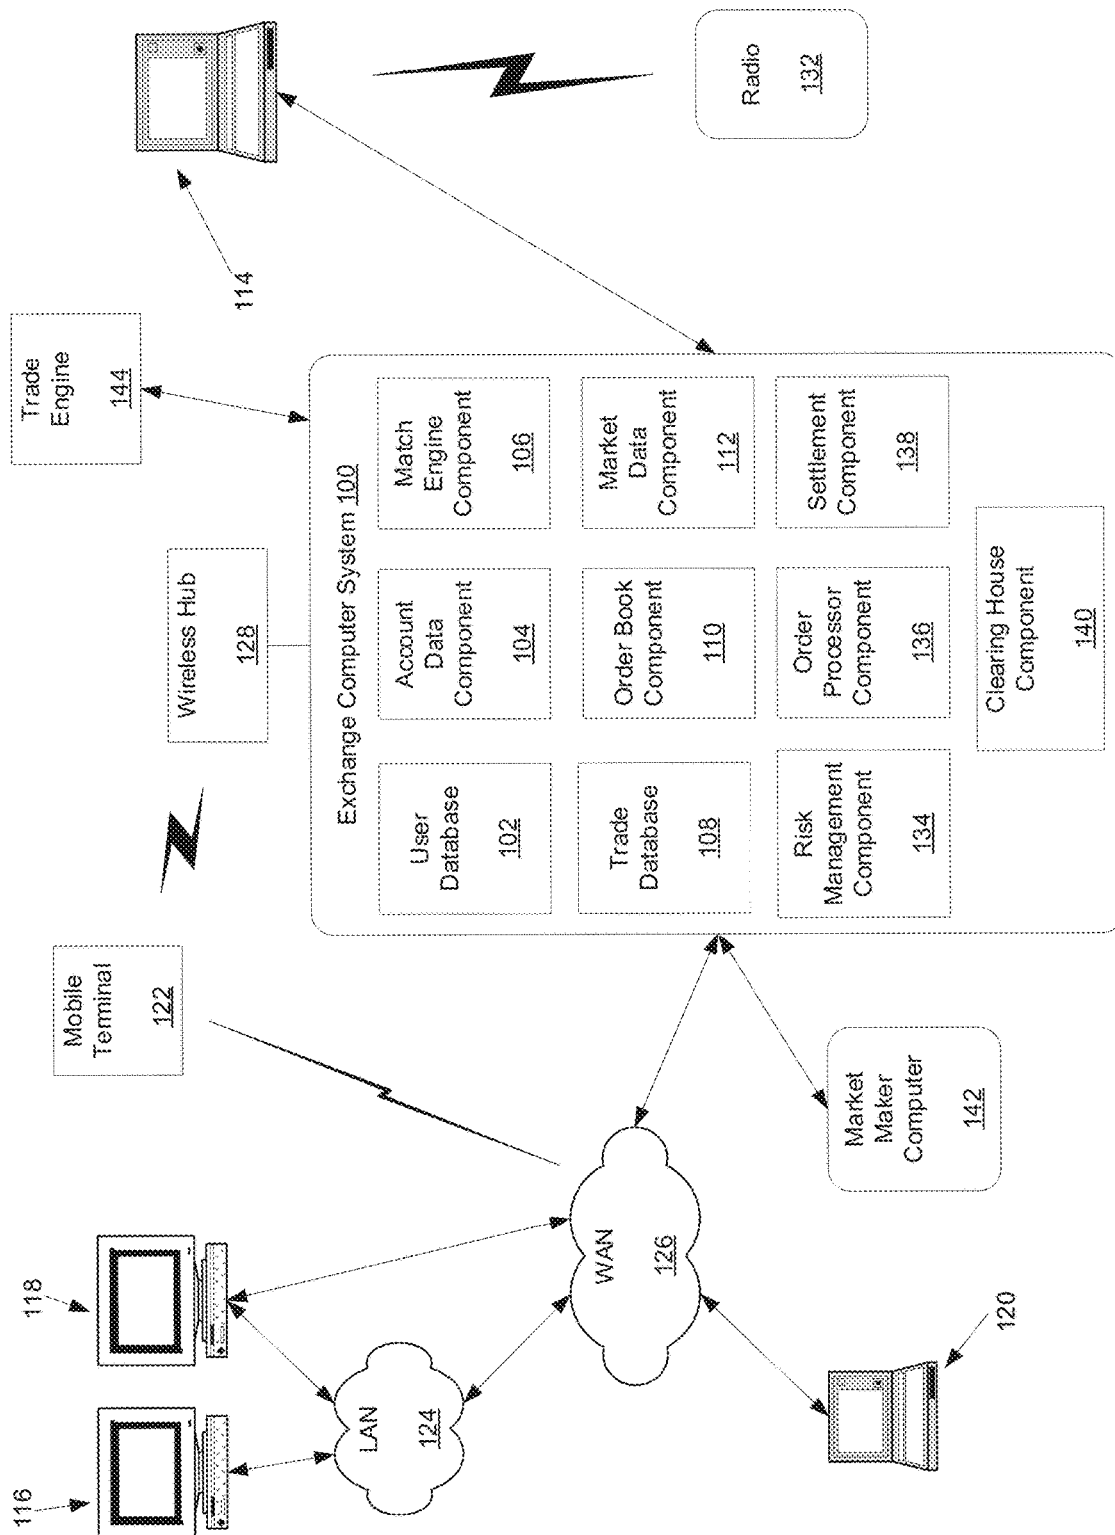 116
118
LAN
124
120
WAN
126
Mobile
Terminal
122
Market
Maker
Computer
142
Wireless Hub
128
Trade
Engine
144
Exchange Computer System 100
User
Database
102
Account
Data
Component
104
Match
Engine
Component
106
Trade
Database
108
Order Book
Component
110
Market
Data
Component
112
Risk
Management
Component
134
Order
Processor
Component
136
Settlement
Component
138
Clearing House
Component
140
114
Radio
132